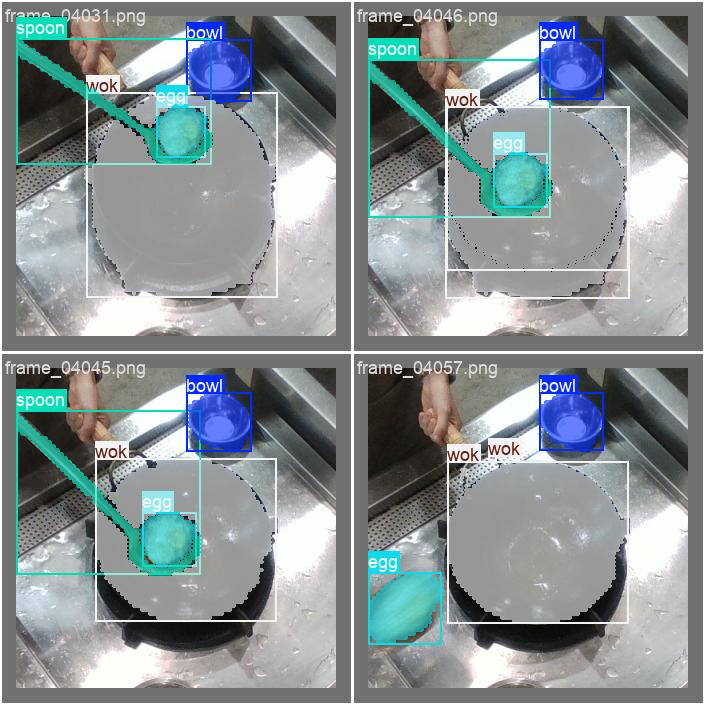 frame_04031.png
spoon
bowl
wok
egg
frame_04046.png
bowl
spoon
wok
egg
frame_04045.png
bowl
spoon
wok
egg
frame_04057.png
bowl
wok
wok
egg